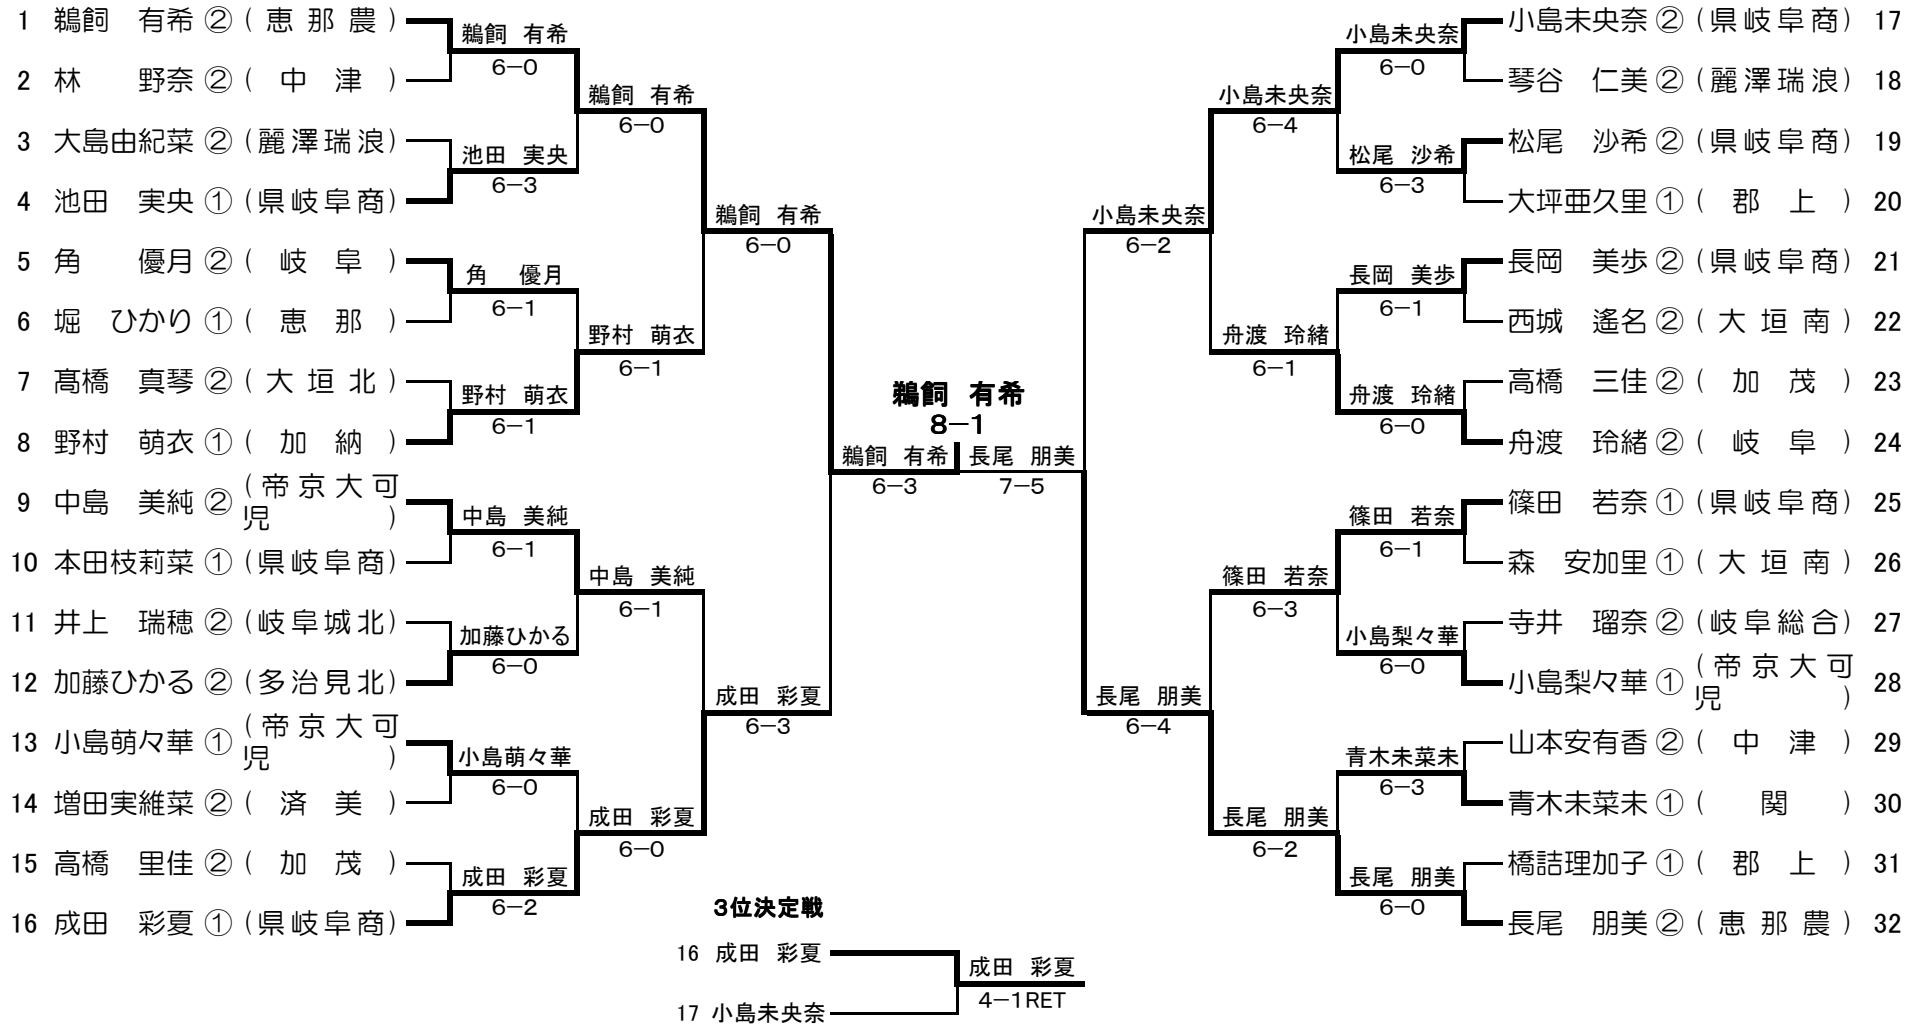 1 鵜飼 有希 ② ( 恵那農 )
2 林 野奈 ② ( 中津 )
3 大島由紀菜 ② (麗澤瑞浪)
4 池田 実央 ① (県岐阜商)
5 角 優月 ② ( 岐阜 )
6 堀 ひかり ① ( 恵那 )
7 髙橋 真琴 ② ( 大垣北 )
8 野村 萌衣 ① ( 加納 )
9 中島 美純 ② (帝京大可児)
10 本田枝莉菜 ① (県岐阜商)
11 井上 瑞穂 ② (岐阜城北)
12 加藤ひかる ② (多治見北)
13 小島萌々華 ① (帝京大可児)
14 増田実維菜 ② ( 済美 )
15 高橋 里佳 ② ( 加茂 )
16 成田 彩夏 ① (県岐阜商)
鵜飼 有希
6-0
池田 実央
6-3
角 優月
6-1
野村 萌衣
6-1
中島 美純
6-1
加藤ひかる
6-0
小島萌々華
6-0
成田 彩夏
6-2
鵜飼 有希
6-0
野村 萌衣
6-1
中島 美純
6-1
成田 彩夏
6-0
鵜飼 有希
6-0
成田 彩夏
6-3
鵜飼 有希
8-1
鵜飼 有希
6-3
長尾 朋美
7-5
小島未央奈
6-2
長尾 朋美
6-4
小島未央奈
6-4
舟渡 玲緒
6-1
篠田 若奈
6-3
長尾 朋美
6-2
小島未央奈
6-0
松尾 沙希
6-3
長岡 美歩
6-1
舟渡 玲緒
6-0
篠田 若奈
6-1
小島梨々華
6-0
青木未菜未
6-3
長尾 朋美
6-0
小島未央奈 ② (県岐阜商) 17
琴谷 仁美 ② (麗澤瑞浪) 18
松尾 沙希 ② (県岐阜商) 19
大坪亜久里 ① ( 郡上 ) 20
長岡 美歩 ② (県岐阜商) 21
西城 遙名 ② ( 大垣南 ) 22
高橋 三佳 ② ( 加茂 ) 23
舟渡 玲緒 ② ( 岐阜 ) 24
篠田 若奈 ① (県岐阜商) 25
森 安加里 ① ( 大垣南 ) 26
寺井 瑠奈 ② (岐阜総合) 27
小島梨々華 ① (帝京大可児) 28
山本安有香 ② ( 中津 ) 29
青木未菜未 ① ( 関 ) 30
橋詰理加子 ① ( 郡上 ) 31
長尾 朋美 ② ( 恵那農 ) 32
3位決定戦
16 成田 彩夏
17 小島未央奈
成田 彩夏
4-1RET